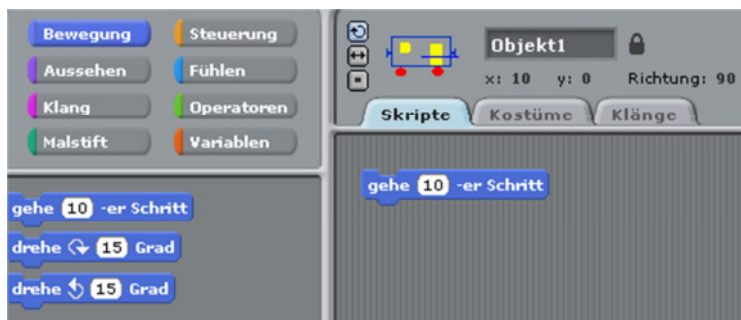 Bewegung Steuerung
Aussehen Fühlen
Klang Operatoren
Malstift Variablen
gehe 10 -er Schritt
drehe 15 Grad
drehe 15 Grad
Objekt1
x: 10 y: 0 Richtung: 90
Skripte Kostüme Klänge
gehe 10 -er Schritt